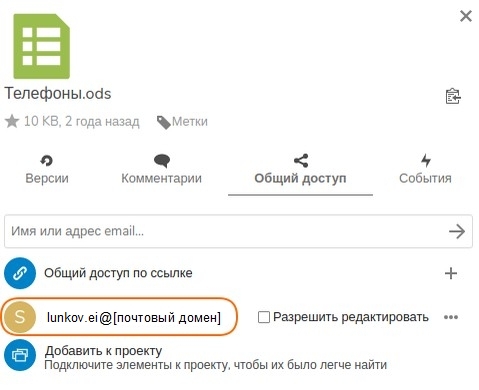 Телефоны.ods
10 KB, 2 года назад Метки
Версии Комментарии Общий доступ События
Имя или адрес email...
Общий доступ по ссылке
S lunkov.ei@[почтовый домен] Разрешить редактировать
Добавить к проекту
Подключите элементы к проекту, чтобы их было легче найти